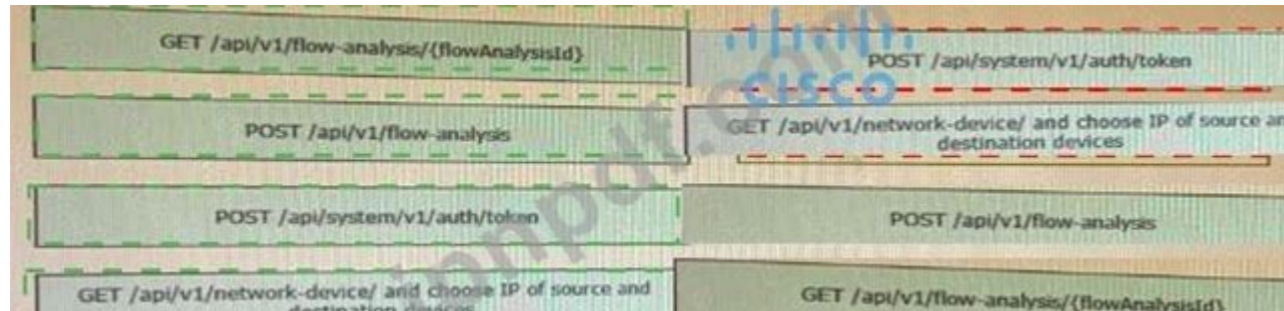 GET /api/v1/flow-analysis/{flowAnalysisId}
POST /api/v1/flow-analysis
POST /api/system/v1/auth/token
GET /api/v1/network-device/ and choose IP of source and
destination devices
CISCO
POST /api/system/v1/auth/token
GET /api/v1/network-device/ and choose IP of source an
destination devices
POST /api/v1/flow-analysis
GET /api/v1/flow-analysis/{flowAnalysisId}